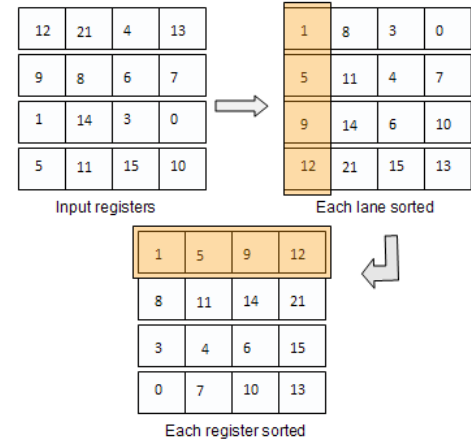 12 21 4 13
9 8 6 7
1 14 3 0
5 11 15 10
Input registers
1 8 3 0
5 11 4 7
9 14 6 10
12 21 15 13
Each lane sorted
1 5 9 12
8 11 14 21
3 4 6 15
0 7 10 13
Each register sorted